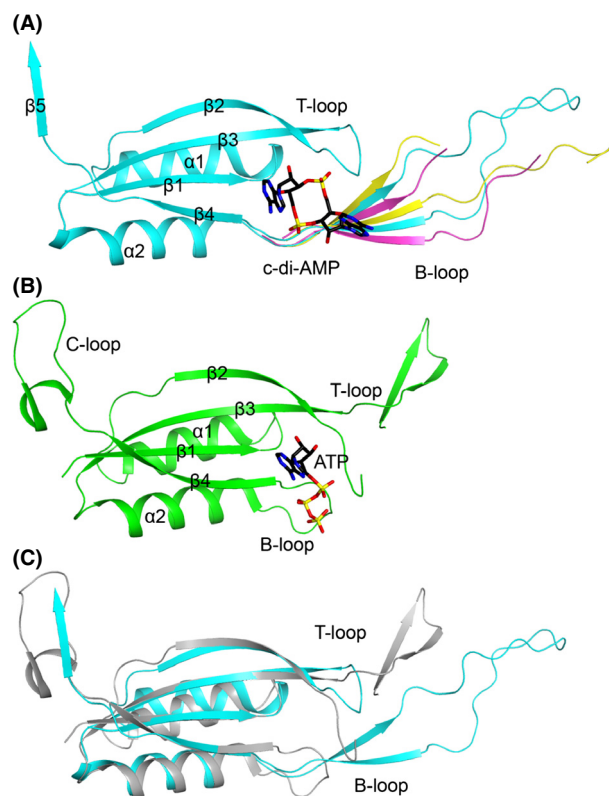 (A)
β5
β2
T-loop
β3
α1
β1
β4
α2
c-di-AMP
B-loop
(B)
C-loop
β2
T-loop
β3
α1
β1
ATP
β4
α2
B-loop
(C)
T-loop
B-loop